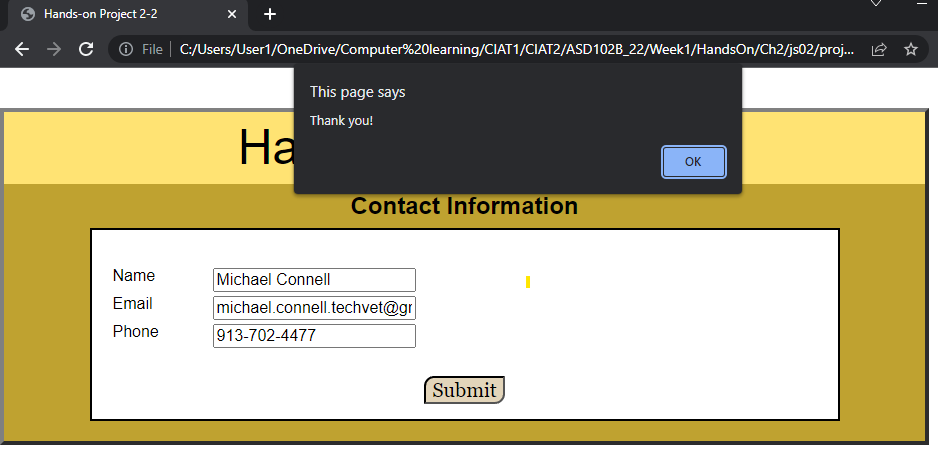 Hands-on Project 2-2
File | C:/Users/User1/OneDrive/Computer%20learning/CIAT1/CIAT2/ASD102B_22/Week1/HandsOn/Ch2/js02/proj...
This page says
Thank you!
OK
Ha
Contact Information
Name Michael Connell
Email michael.connell.techvet@gr
Phone 913-702-4477
Submit